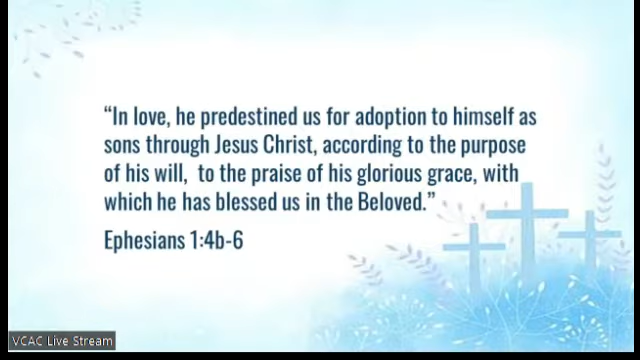 “In love, he predestined us for adoption to himself as
sons through Jesus Christ, according to the purpose
of his will,  to the praise of his glorious grace, with
which he has blessed us in the Beloved.”
Ephesians 1:4b-6
VCAC Live Stream